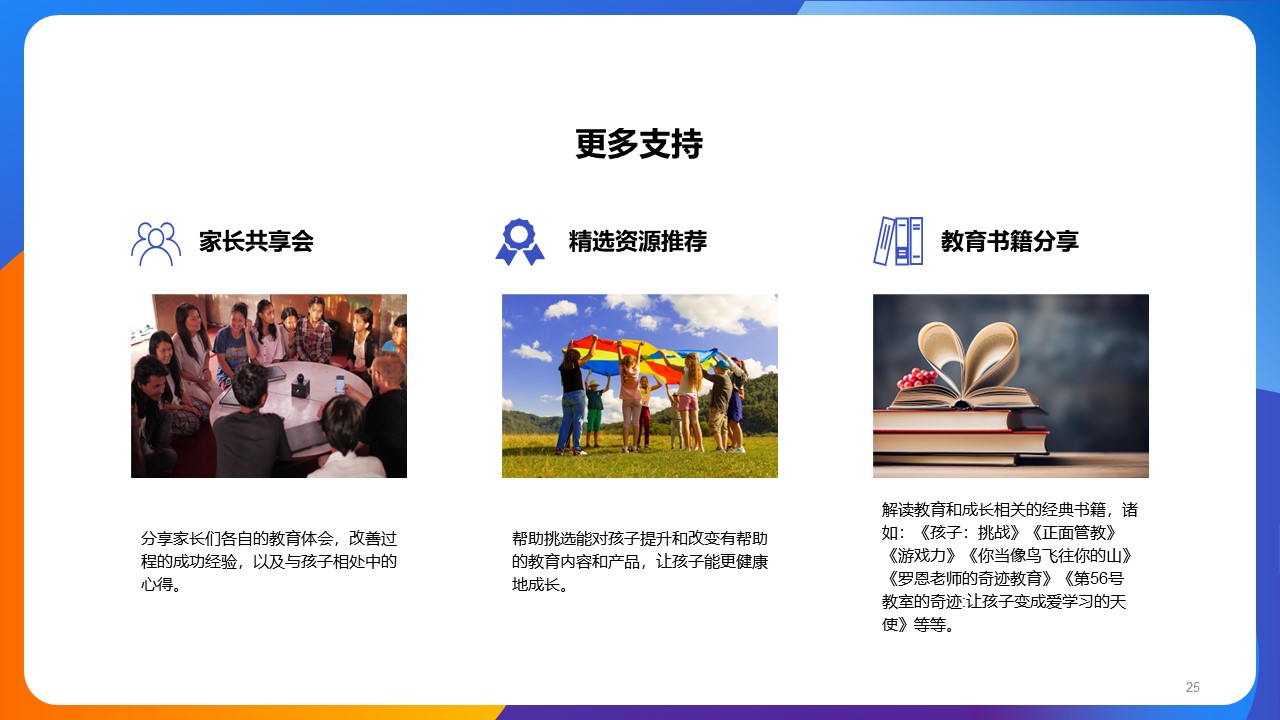 更多支持
家长共享会
精选资源推荐
教育书籍分享
分享家长们各自的教育体会，改善过
程的成功经验，以及与孩子相处中的
心得。
帮助挑选能对孩子提升和改变有帮助
的教育内容和产品，让孩子能更健康
地成长。
解读教育和成长相关的经典书籍，诸
如：《孩子：挑战》《正面管教》
《游戏力》《你当像鸟飞往你的山》
《罗恩老师的奇迹教育》《第56号
教室的奇迹:让孩子变成爱学习的天
使》等等。
25